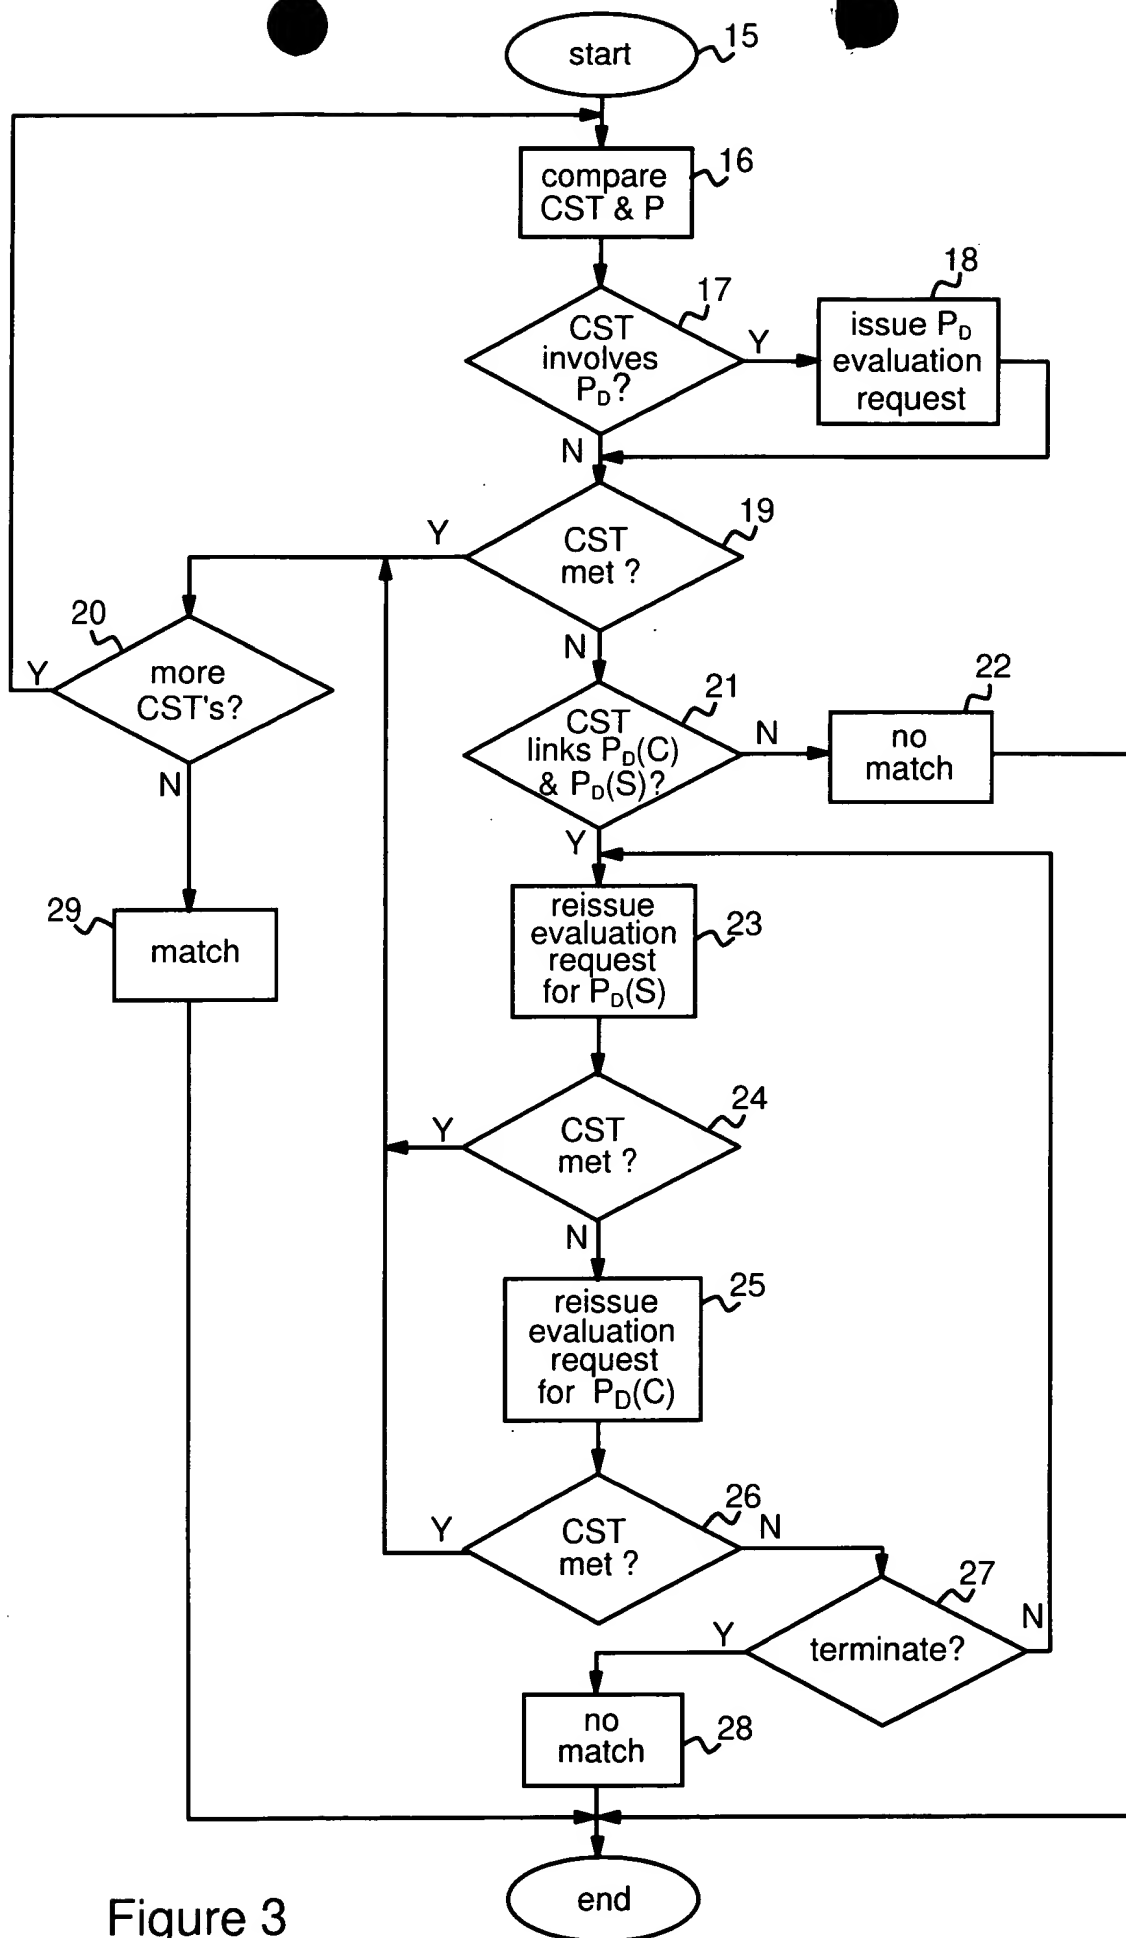 start
15
compare
CST & P
16
CST
involves
P_D?
17
Y
issue P_D
evaluation
request
18
N
CST
met ?
19
Y
more
CST's?
20
Y
N
N
CST
links P_D(C)
& P_D(S)?
21
N
no
match
22
Y
match
29
reissue
evaluation
request
for P_D(S)
23
CST
met ?
24
Y
N
reissue
evaluation
request
for P_D(C)
25
CST
met ?
26
Y
N
terminate?
27
N
Y
no
match
28
end
Figure 3